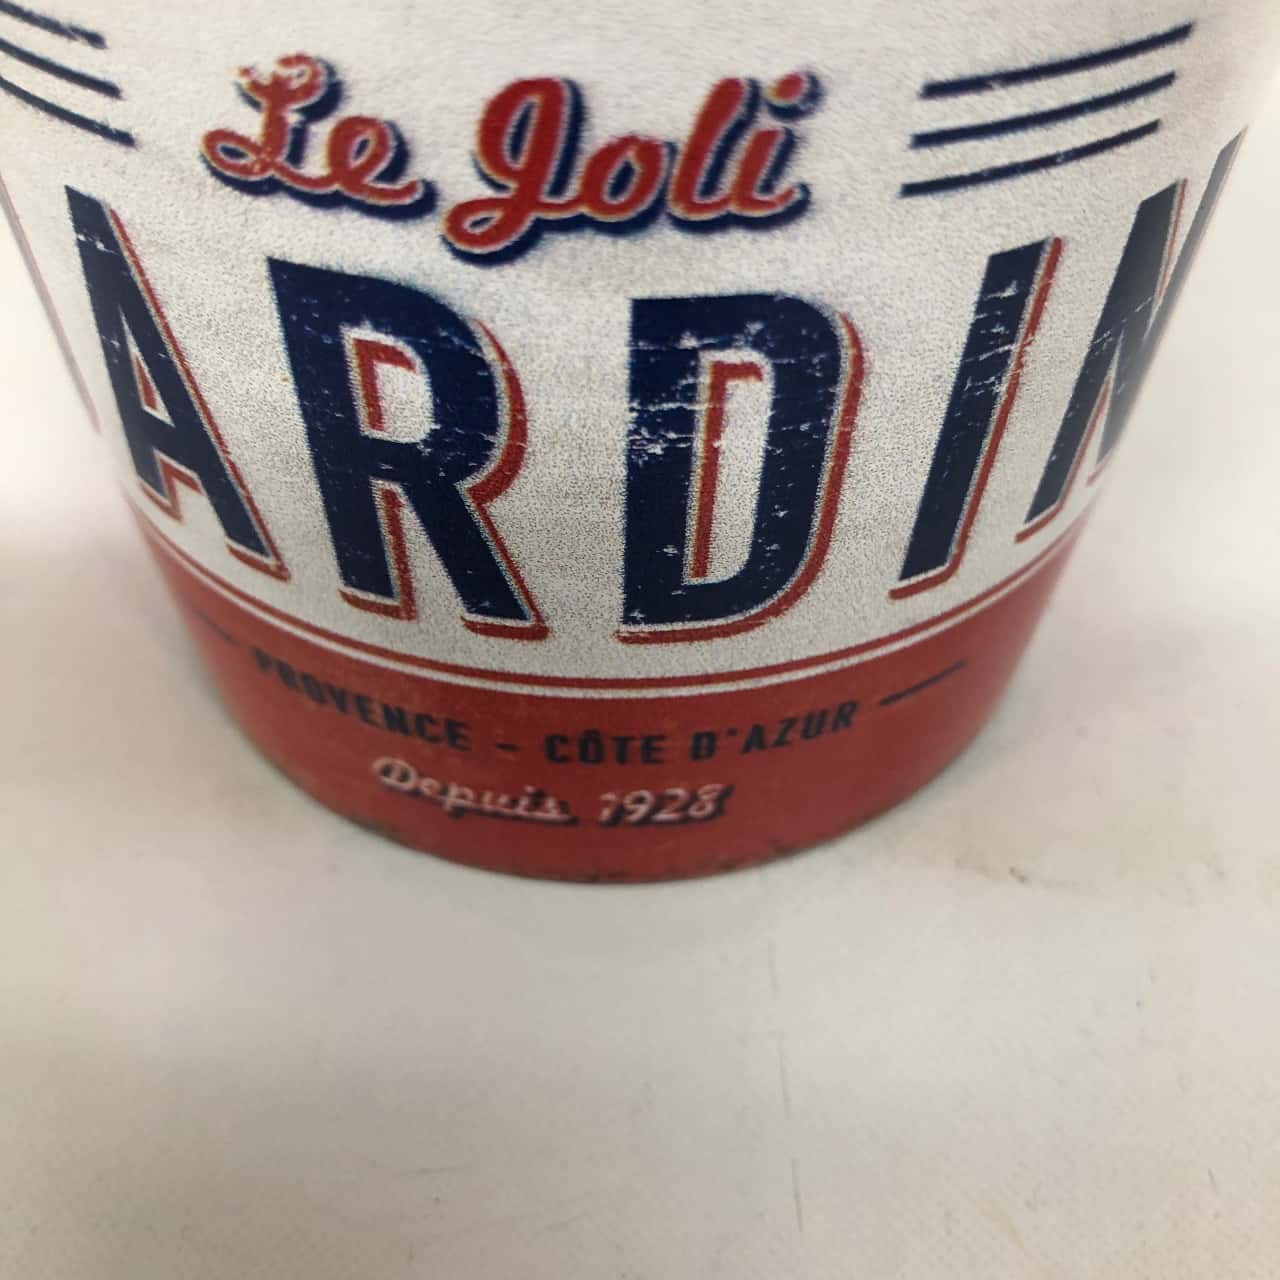 Le Joli
ARDIN
PROVENCE - CÔTE D'AZUR
Depuis 1928